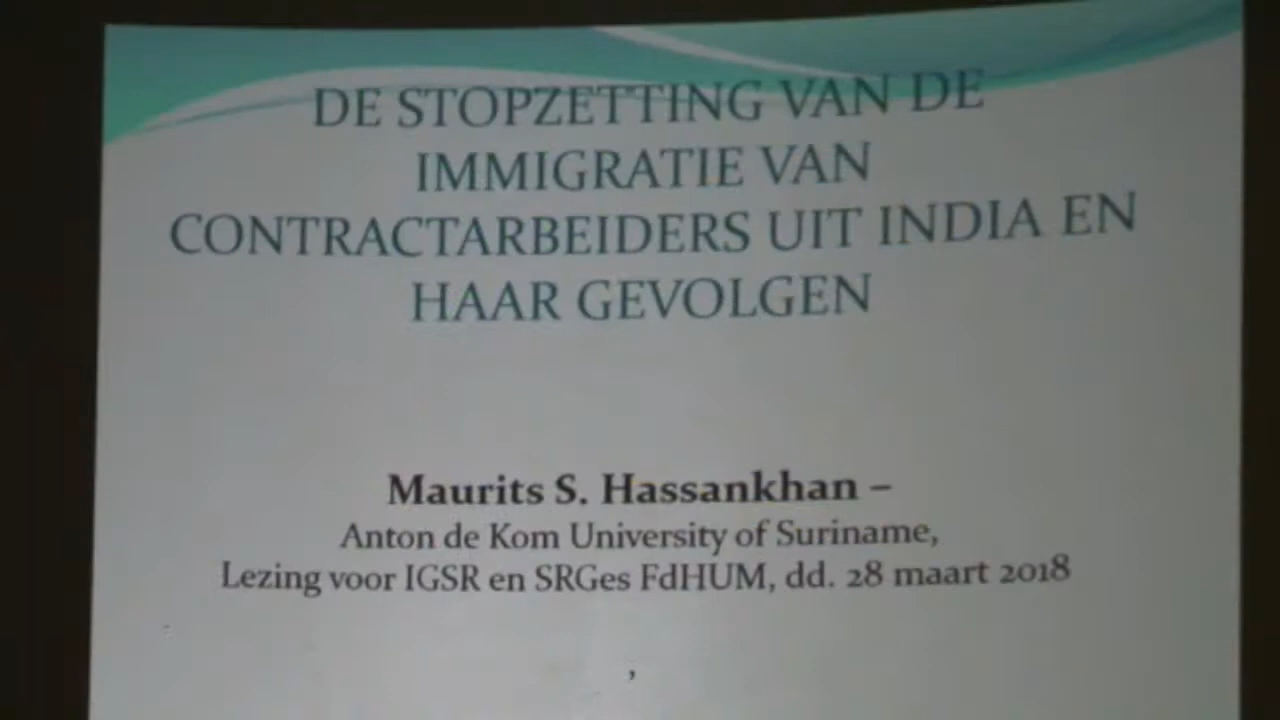 DE STOPZETTING VAN DE
IMMIGRATIE VAN
CONTRACTARBEIDERS UIT INDIA EN
HAAR GEVOLGEN
Maurits S. Hassankhan –
Anton de Kom University of Suriname,
Lezing voor IGSR en SRGes FdHUM, dd. 28 maart 2018
,